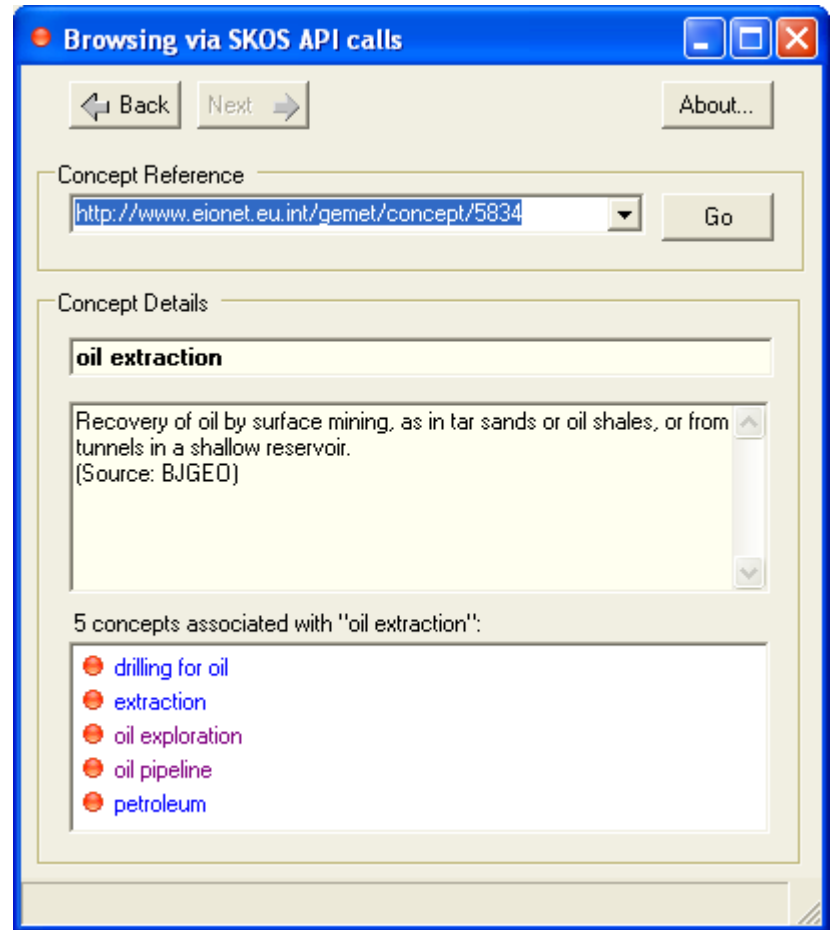 Browsing via SKOS API calls
Back
Next
About...
Concept Reference
http://www.eionet.eu.int/gemet/concept/5834
Go
Concept Details
oil extraction
Recovery of oil by surface mining, as in tar sands or oil shales, or from
tunnels in a shallow reservoir.
(Source: BJGEO)
5 concepts associated with "oil extraction":
drilling for oil
extraction
oil exploration
oil pipeline
petroleum